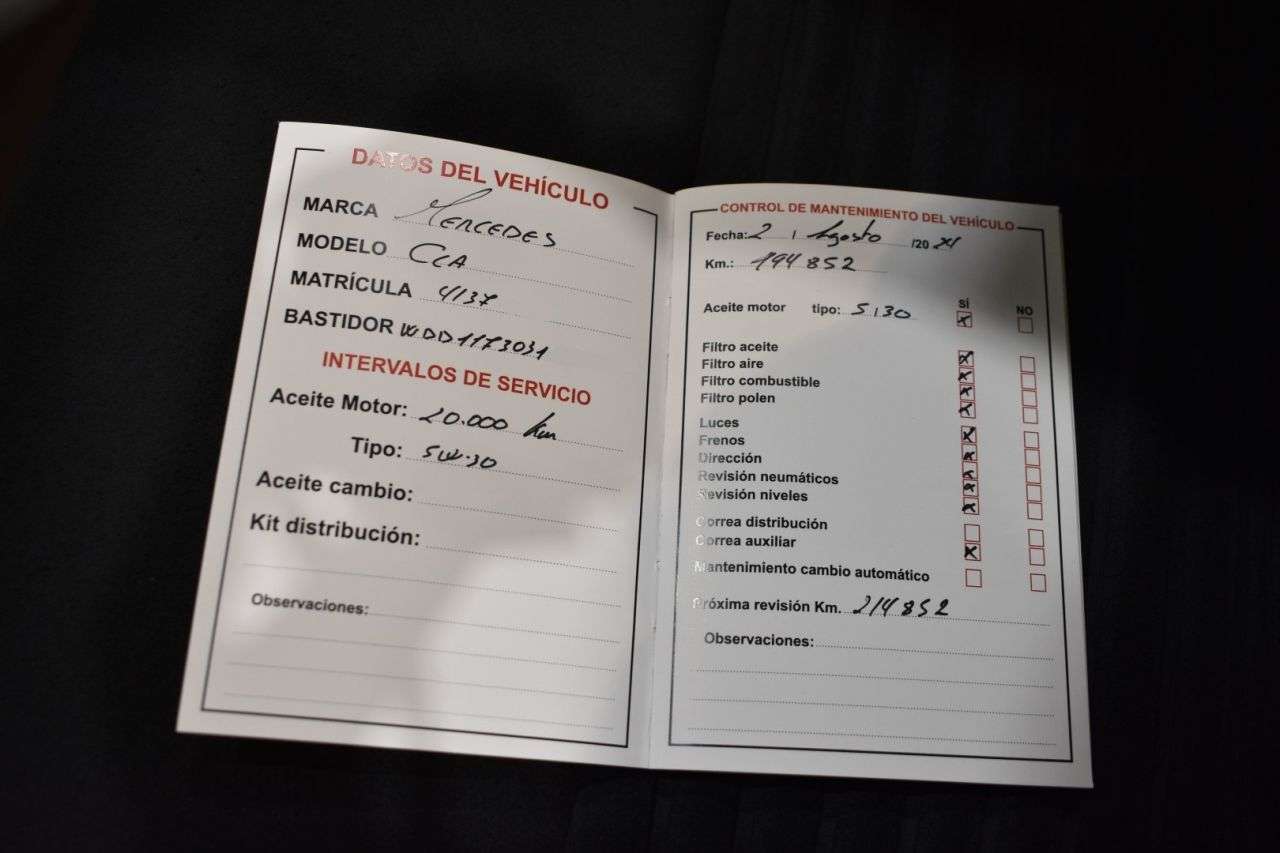 DATOS DEL VEHÍCULO
MARCA MERCEDES
MODELO CLA
MATRÍCULA 4137
BASTIDOR WDD1173031
INTERVALOS DE SERVICIO
Aceite Motor: 20.000 km
Tipo: 5W-30
Aceite cambio:
Kit distribución:
Observaciones:
CONTROL DE MANTENIMIENTO DEL VEHÍCULO
Fecha: 2 / Agosto /20
Km.: 194852
Aceite motor tipo: 5/30 SÍ NO
Filtro aceite
Filtro aire
Filtro combustible
Filtro polen
Luces
Frenos
Dirección
Revisión neumáticos
Revisión niveles
Correa distribución
Correa auxiliar
Mantenimiento cambio automático
Próxima revisión Km. 214852
Observaciones: